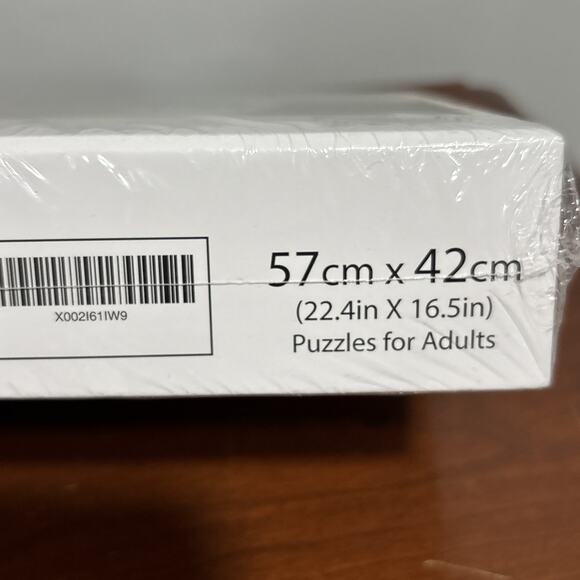 57cm x 42cm
(22.4in X 16.5in)
Puzzles for Adults
X002I61IW9